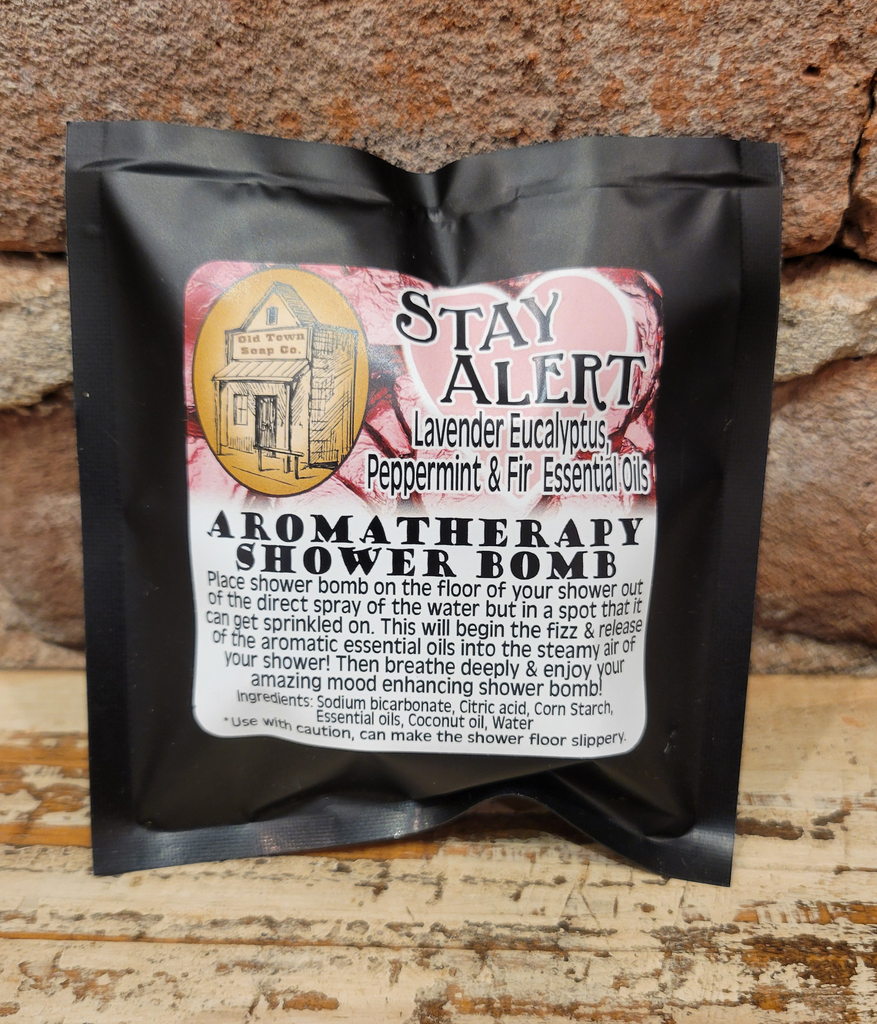 Old Town
Soap Co.
STAY
ALERT
Lavender Eucalyptus,
Peppermint & Fir Essential Oils
AROMATHERAPY
SHOWER BOMB
Place shower bomb on the floor of your shower out
of the direct spray of the water but in a spot that it
can get sprinkled on. This will begin the fizz & release
of the aromatic essential oils into the steamy air of
your shower! Then breathe deeply & enjoy your
amazing mood enhancing shower bomb!
Ingredients: Sodium bicarbonate, Citric acid, Corn Starch,
Essential oils, Coconut oil, Water
*Use with caution, can make the shower floor slippery.